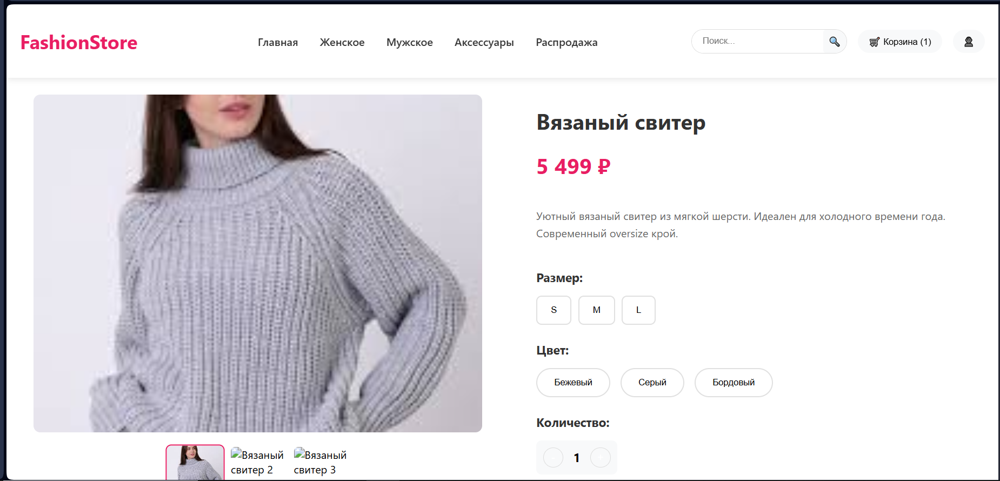 FashionStore
Главная Женское Мужское Аксессуары Распродажа
Поиск...
Корзина (1)
Вязаный свитер
5 499 ₽
Уютный вязаный свитер из мягкой шерсти. Идеален для холодного времени года.
Современный oversize крой.
Размер:
S M L
Цвет:
Бежевый Серый Бордовый
Количество:
- 1 +
Вязаный
свитер 2
Вязаный
свитер 3